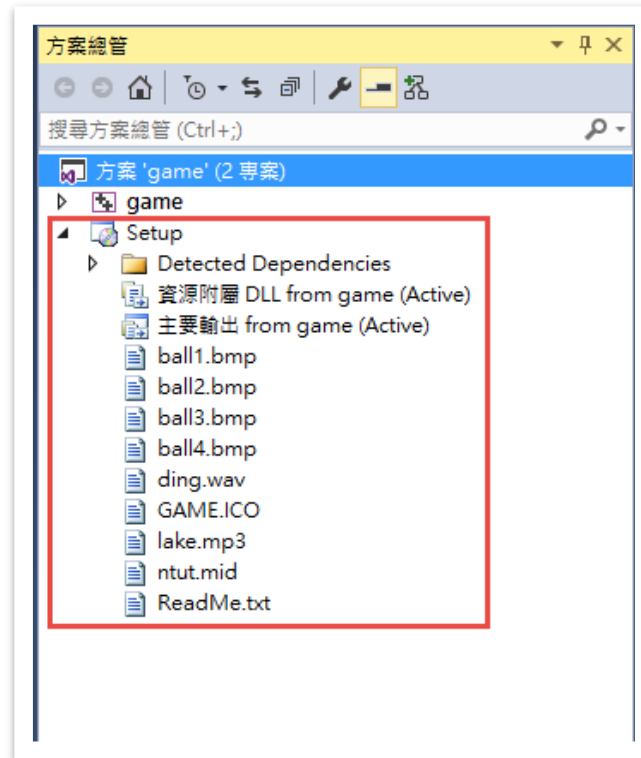 方案總管
搜尋方案總管 (Ctrl+;)
方案 'game' (2 專案)
game
Setup
Detected Dependencies
資源附屬 DLL from game (Active)
主要輸出 from game (Active)
ball1.bmp
ball2.bmp
ball3.bmp
ball4.bmp
ding.wav
GAME.ICO
lake.mp3
ntut.mid
ReadMe.txt